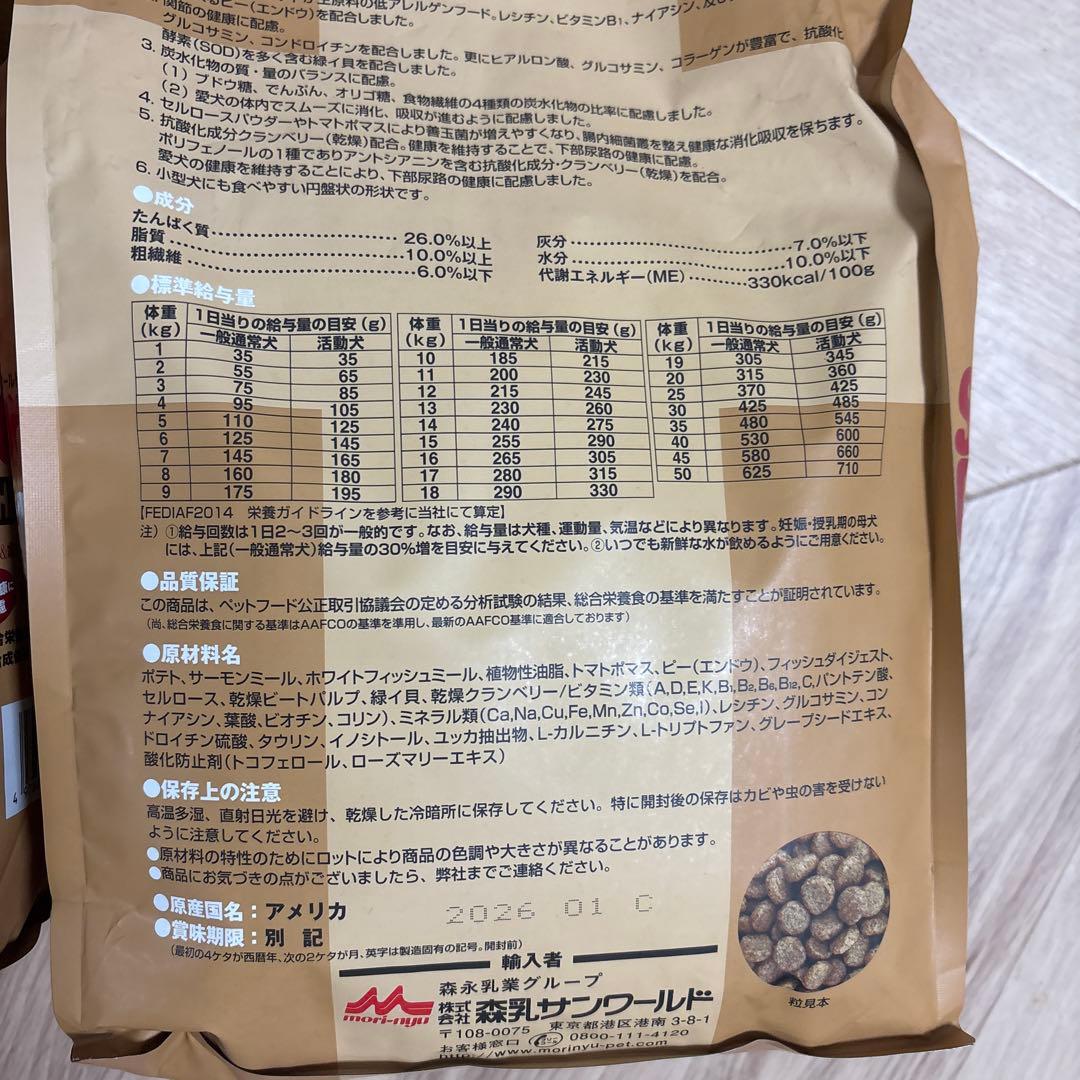 生原料の低アレルゲンフード。レシチン、ビタミンB1、ナイアシン、及び
ピー(エンドウ)を配合しました。
関節の健康に配慮。
グルコサミン、コンドロイチンを配合しました。更にヒアルロン酸、グルコサミン、コラーゲンが豊富で、抗酸化
酵素(SOD)を多く含む緑イ貝を配合しました。
3. 炭水化物の質・量のバランスに配慮。
(1) ブドウ糖、でんぷん、オリゴ糖、食物繊維の4種類の炭水化物の比率に配慮しました。
(2) 愛犬の体内でスムーズに消化、吸収が進むように配慮しました。
4. セルロースパウダーやトマトポマスにより善玉菌が増えやすくなり、腸内細菌叢を整え健康な消化吸収を保ちます。
5. 抗酸化成分クランベリー(乾燥)配合。健康を維持することで、下部尿路の健康に配慮。
ポリフェノールの1種でありアントシアニンを含む抗酸化成分・クランベリー(乾燥)を配合。
愛犬の健康を維持することにより、下部尿路の健康に配慮しました。
6. 小型犬にも食べやすい円盤状の形状です。
●成分
たんぱく質 26.0%以上 灰分 7.0%以下
脂質 10.0%以上 水分 10.0%以下
粗繊維 6.0%以下 代謝エネルギー(ME) 330kcal/100g
●標準給与量
体重(kg) 1日当りの給与量の目安(g) 体重(kg) 1日当りの給与量の目安(g) 体重(kg) 1日当りの給与量の目安(g)
一般通常犬 活動犬 一般通常犬 活動犬 一般通常犬 活動犬
1 35 35 10 185 215 19 305 345
2 55 65 11 200 230 20 315 360
3 75 85 12 215 245 25 370 425
4 95 105 13 230 260 30 425 485
5 110 125 14 240 275 35 480 545
6 125 145 15 255 290 40 530 600
7 145 165 16 265 305 45 580 660
8 160 180 17 280 315 50 625 710
9 175 195 18 290 330
【FEDIAF2014 栄養ガイドラインを参考に当社にて算定】
注) ①給与回数は1日2〜3回が一般的です。なお、給与量は犬種、運動量、気温などにより異なります。妊娠・授乳期の母犬
には、上記(一般通常犬)給与量の30%増を目安に与えてください。②いつでも新鮮な水が飲めるようにご用意ください。
●品質保証
この商品は、ペットフード公正取引協議会の定める分析試験の結果、総合栄養食の基準を満たすことが証明されています。
(尚、総合栄養食に関する基準はAAFCOの基準を準用し、最新のAAFCO基準に適合しております)
●原材料名
ポテト、サーモンミール、ホワイトフィッシュミール、植物性油脂、トマトポマス、ピー(エンドウ)、フィッシュダイジェスト、
セルロース、乾燥ビートパルプ、緑イ貝、乾燥クランベリー/ビタミン類(A,D,E,K,B1,B2,B6,B12,C,パントテン酸、
ナイアシン、葉酸、ビオチン、コリン)、ミネラル類(Ca,Na,Cu,Fe,Mn,Zn,Co,Se,I)、レシチン、グルコサミン、コン
ドロイチン硫酸、タウリン、イノシトール、ユッカ抽出物、L-カルニチン、L-トリプトファン、グレープシードエキス、
酸化防止剤(トコフェロール、ローズマリーエキス)
●保存上の注意
高温多湿、直射日光を避け、乾燥した冷暗所に保存してください。特に開封後の保存はカビや虫の害を受けない
ように注意してください。
●原材料の特性のためにロットにより商品の色調や大きさが異なることがあります。
●商品にお気づきの点がございましたら、弊社までご連絡ください。
●原産国名：アメリカ
2026 01 C
●賞味期限：別 記
(最初の4ケタが西暦年、次の2ケタが月、英字は製造固有の記号。開封前)
輸入者
粒見本
森永乳業グループ
mori-nyu 株式会社 森乳サンワールド
〒108-0075 東京都港区港南 3-8-1
お客様窓口 0800-111-4120
http://www.morinyu-pet.com